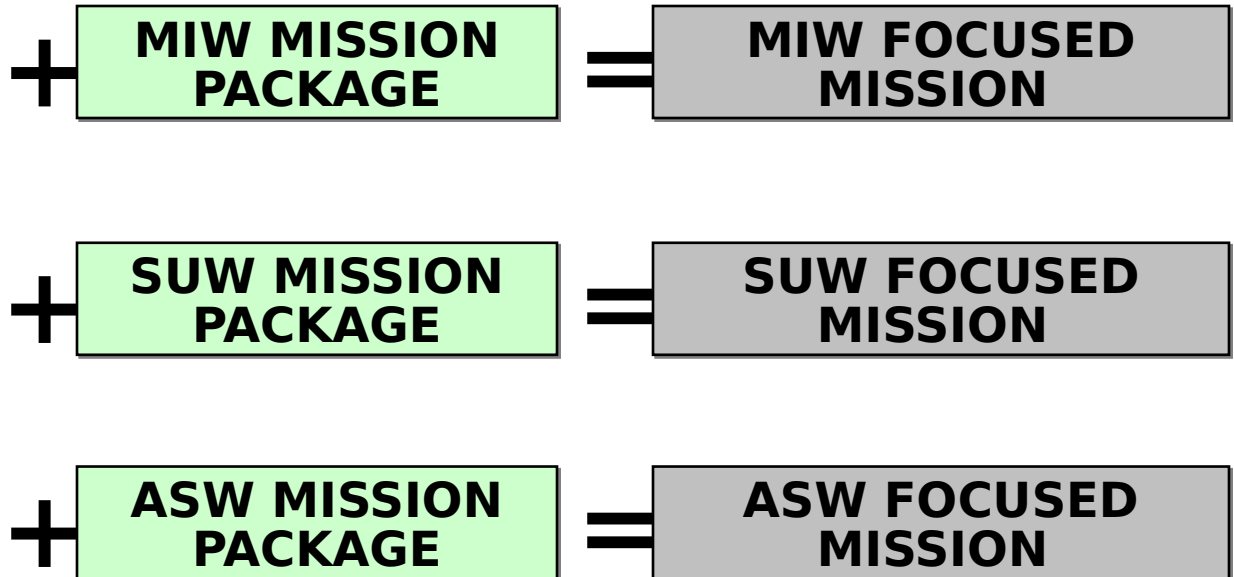 + MIW MISSION = MIW FOCUSED
PACKAGE MISSION
+ SUW MISSION = SUW FOCUSED
PACKAGE MISSION
+ ASW MISSION = ASW FOCUSED
PACKAGE MISSION